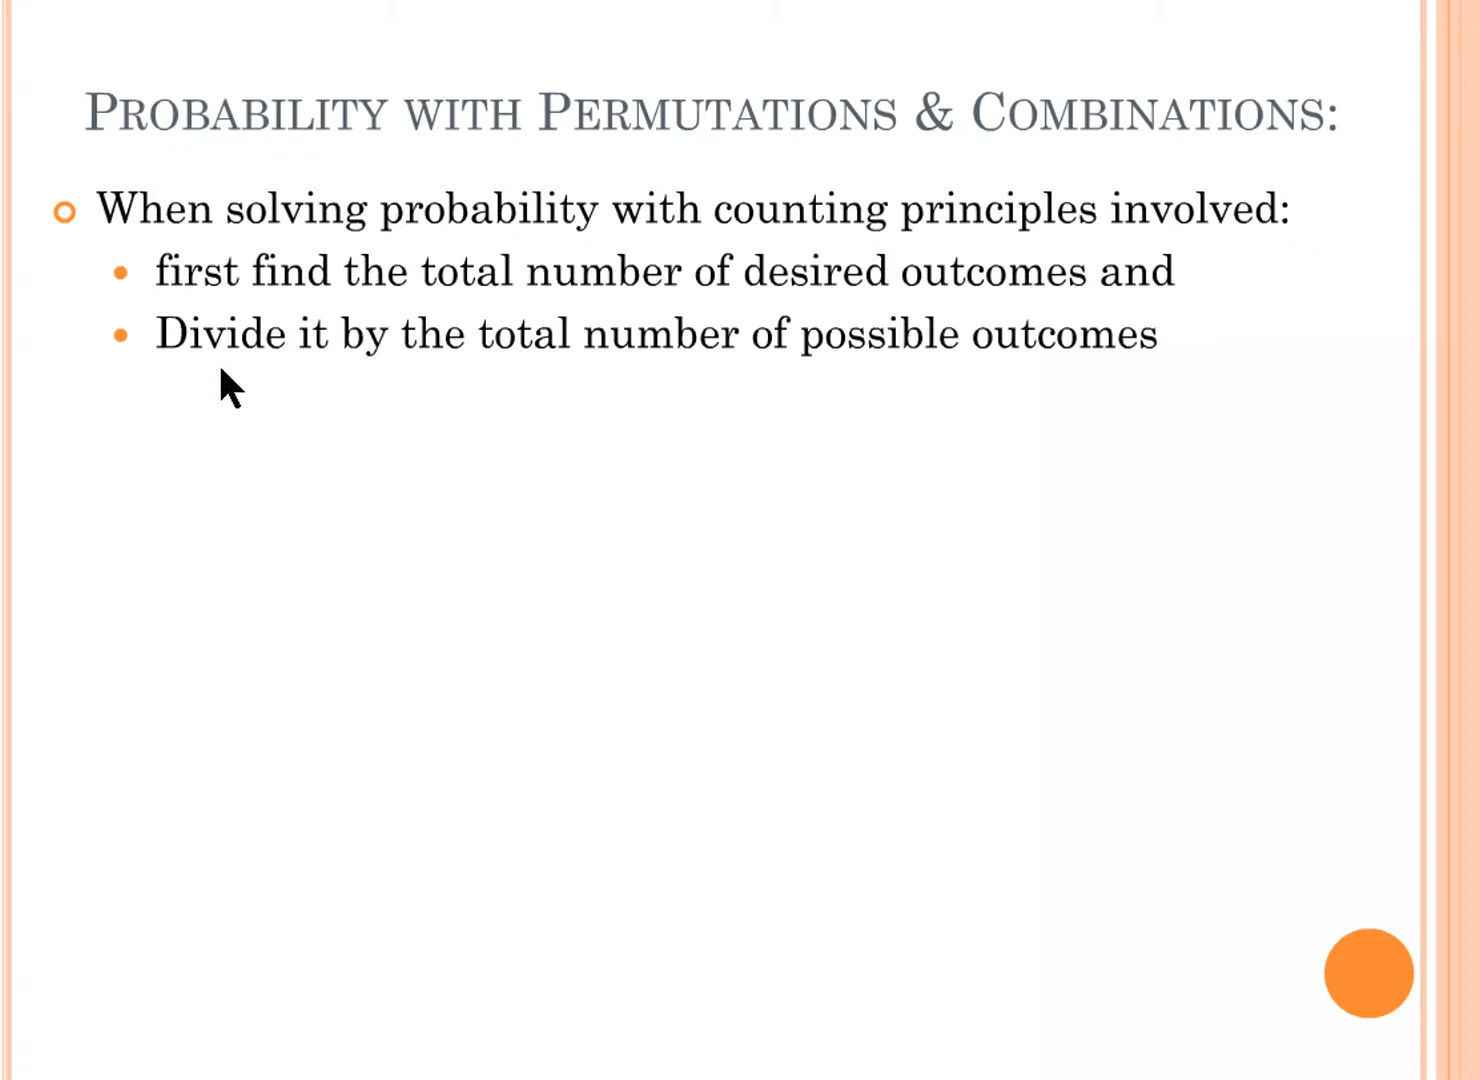 PROBABILITY WITH PERMUTATIONS & COMBINATIONS:
When solving probability with counting principles involved:
first find the total number of desired outcomes and
Divide it by the total number of possible outcomes